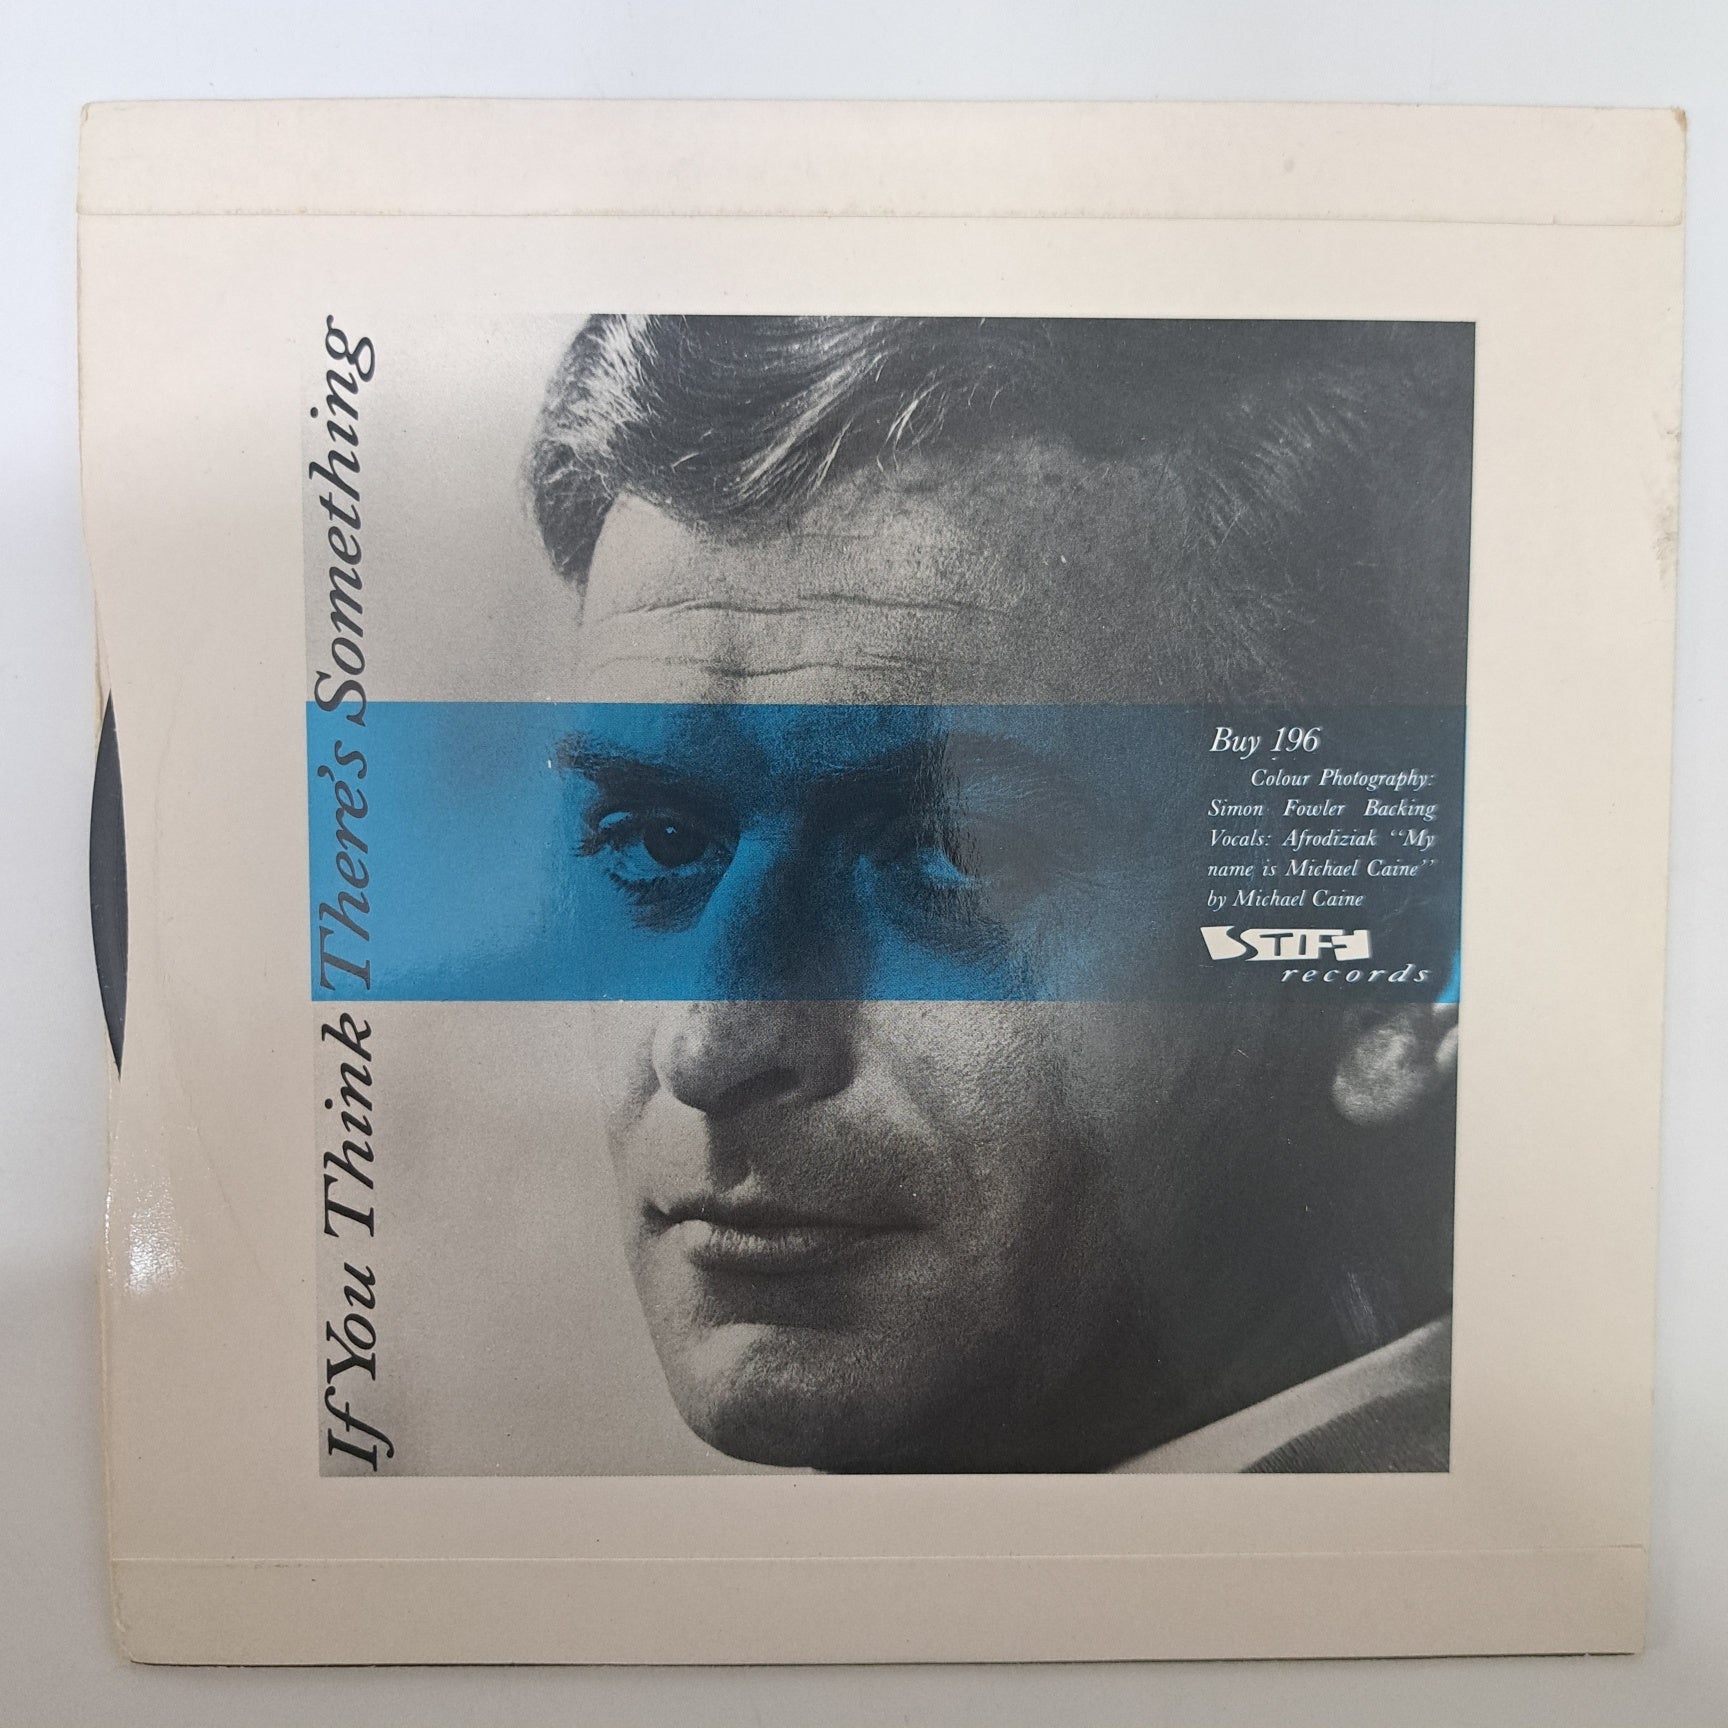 If You Think There's Something
Buy 196
Colour Photography:
Simon Fowler Backing
Vocals: Afrodiziak "My
name is Michael Caine"
by Michael Caine
STIFF
records